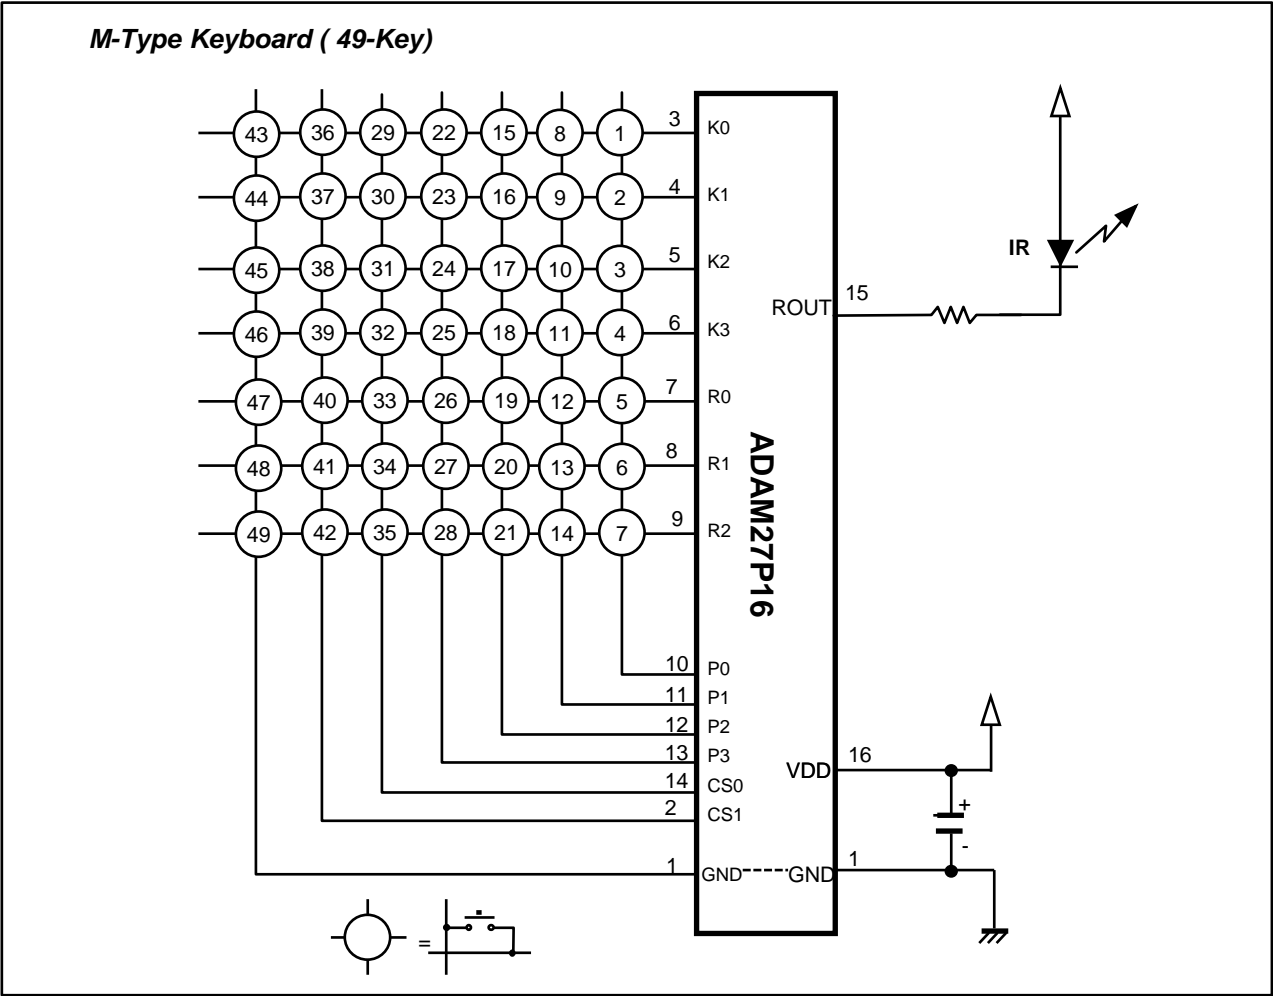 M-Type Keyboard ( 49-Key)
43 36 29 22 15 8 1 3 K0
44 37 30 23 16 9 2 4 K1
45 38 31 24 17 10 3 5 K2
IR
ROUT 15
46 39 32 25 18 11 4 6 K3
47 40 33 26 19 12 5 7 R0
48 41 34 27 20 13 6 8 R1
49 42 35 28 21 14 7 9 R2
ADAM27P16
10 P0
11 P1
12 P2
13 P3
VDD 16
14 CS0
2 CS1
+
-
1 GND GND 1
=